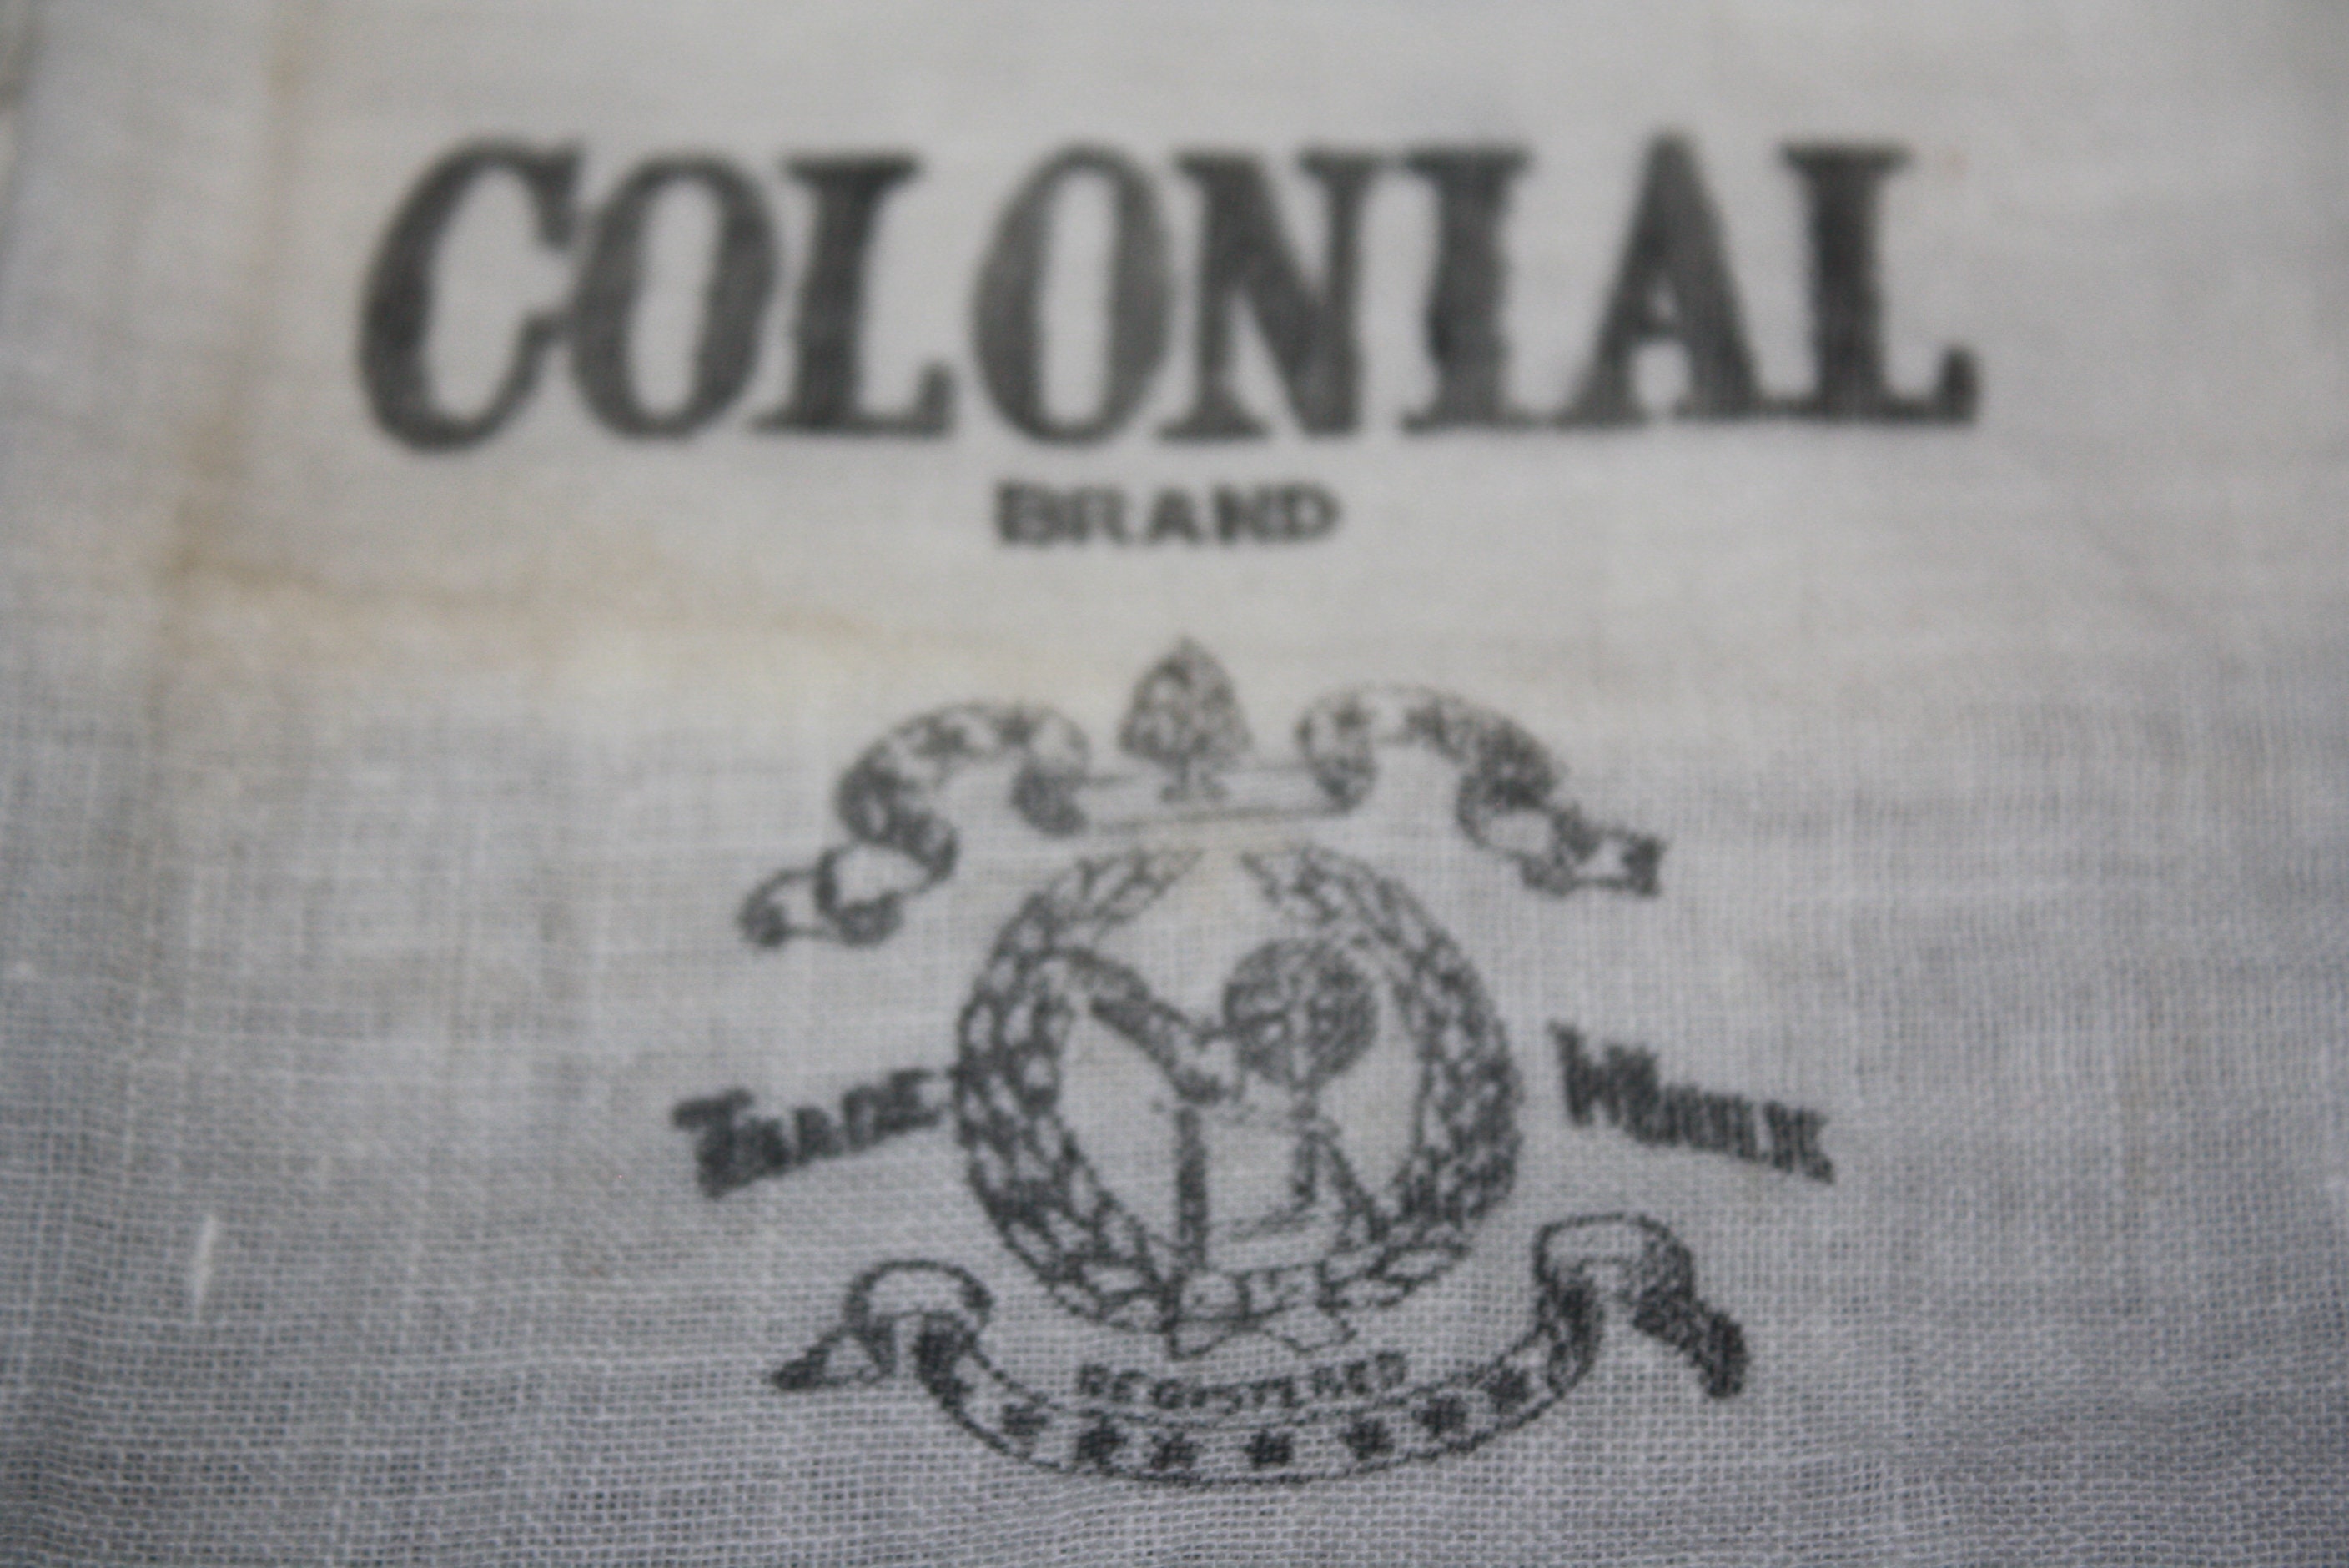 COLONIAL
BRAND
TRADE MARK
REGISTERED